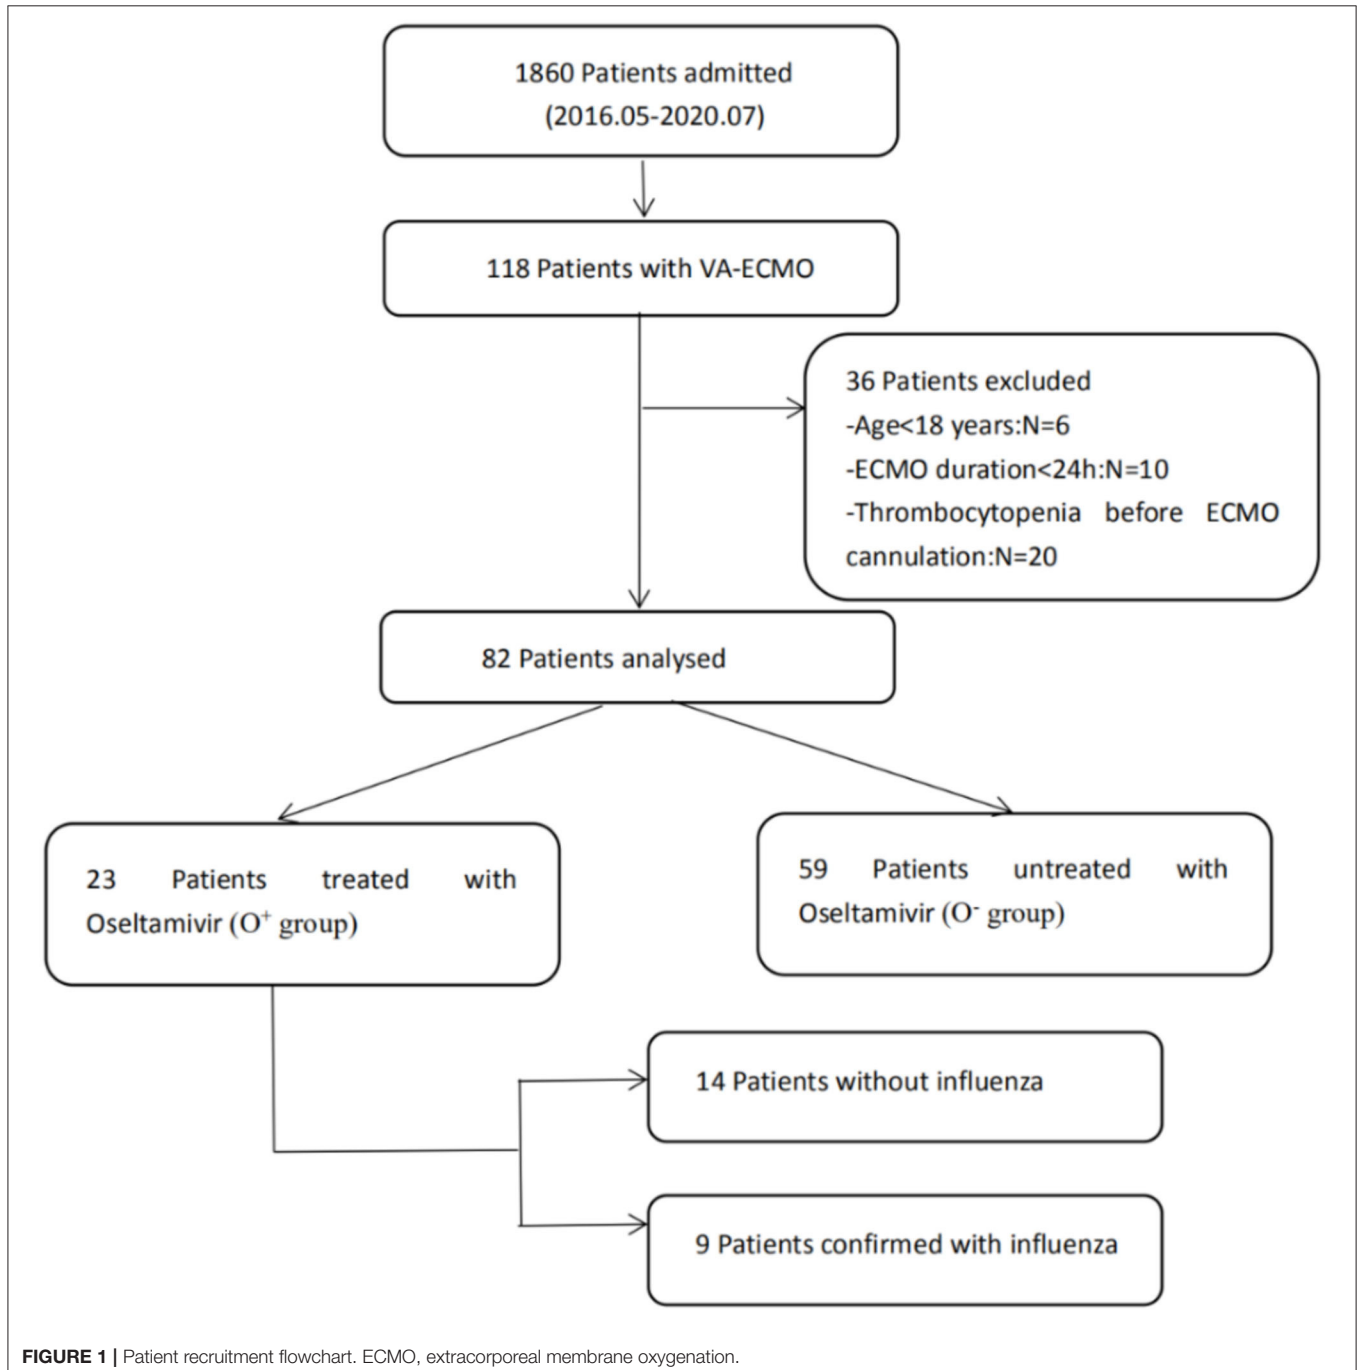 1860 Patients admitted
(2016.05-2020.07)
118 Patients with VA-ECMO
36 Patients excluded
-Age<18 years:N=6
-ECMO duration<24h:N=10
-Thrombocytopenia before ECMO
cannulation:N=20
82 Patients analysed
23 Patients treated with
Oseltamivir (O⁺ group)
59 Patients untreated with
Oseltamivir (O⁻ group)
14 Patients without influenza
9 Patients confirmed with influenza
FIGURE 1 | Patient recruitment flowchart. ECMO, extracorporeal membrane oxygenation.